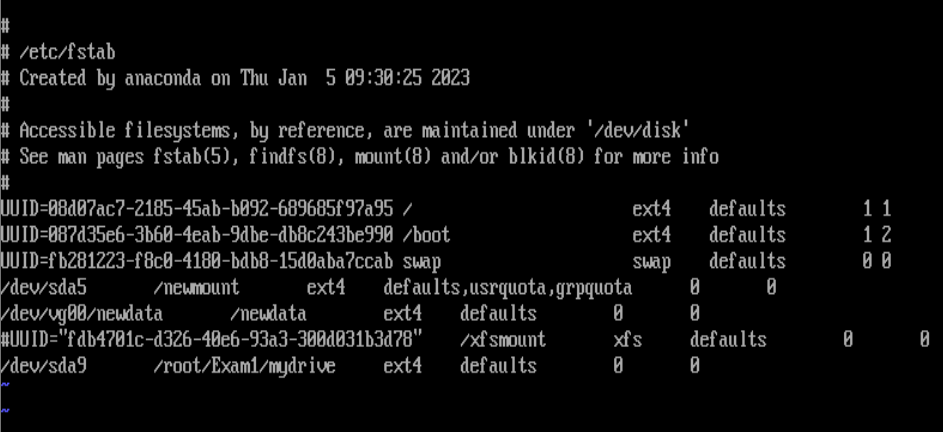 #
# /etc/fstab
# Created by anaconda on Thu Jan  5 09:30:25 2023
#
# Accessible filesystems, by reference, are maintained under '/dev/disk'
# See man pages fstab(5), findfs(8), mount(8) and/or blkid(8) for more info
#
UUID=08d07ac7-2185-45ab-b092-689685f97a95 /                       ext4    defaults        1 1
UUID=087d35e6-3b60-4eab-9dbe-db8c243be990 /boot                   ext4    defaults        1 2
UUID=fb281223-f8c0-4180-bdb8-15d0aba7ccab swap                    swap    defaults        0 0
/dev/sda5       /newmount       ext4    defaults,usrquota,grpquota      0       0
/dev/vg00/newdata       /newdata        ext4    defaults        0       0
#UUID="fdb4701c-d326-40e6-93a3-300d031b3d78"    /xfsmount       xfs     defaults        0       0
/dev/sda9       /root/Exam1/mydrive     ext4    defaults        0       0
~
~